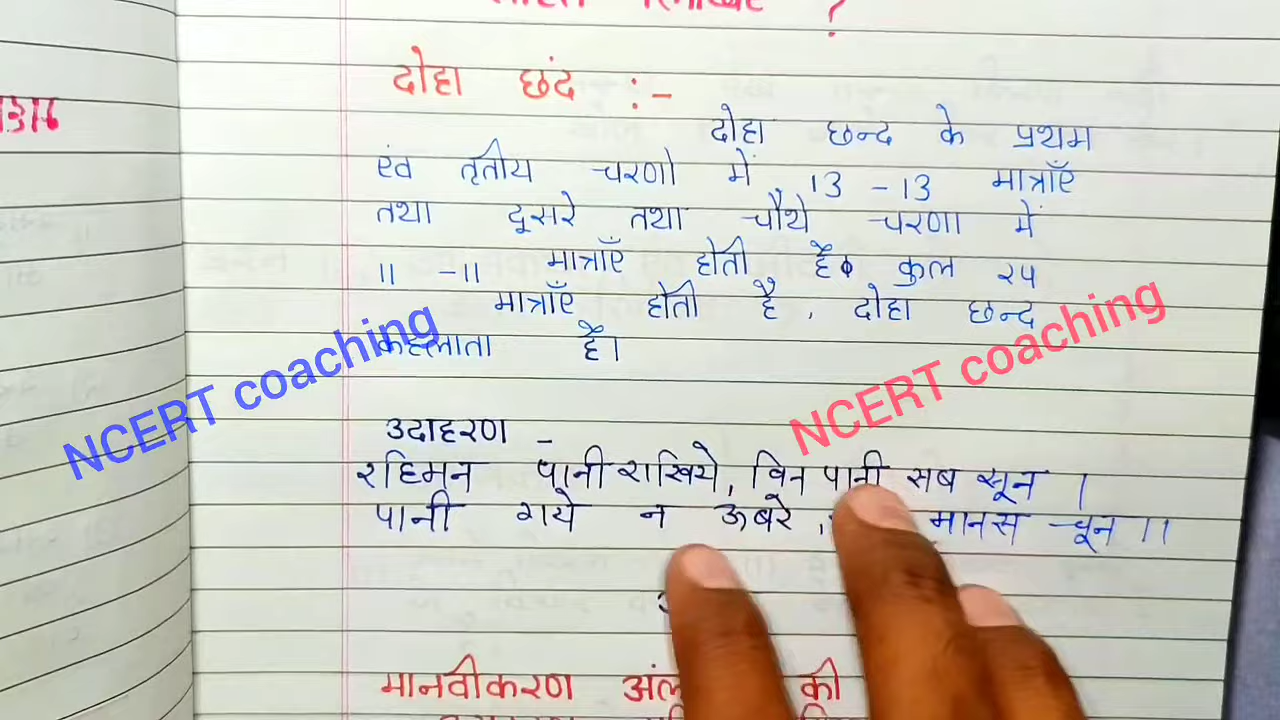 दोहा छंद :-
दोहा छन्द के प्रथम
एंव तृतीय चरणो में 13 - 13 मात्राएँ
तथा दूसरे तथा चौथे चरणा में
11 - 11 मात्राएँ होती है। कुल २५
मात्राएँ होती है, दोहा छन्द
कहलाता है।
NCERT coaching
NCERT coaching
उदाहरण -
रहिमन पानी राखिये, विन पानी सब सून।
पानी गये न ऊबरे, मानस चून।।
मानवीकरण की